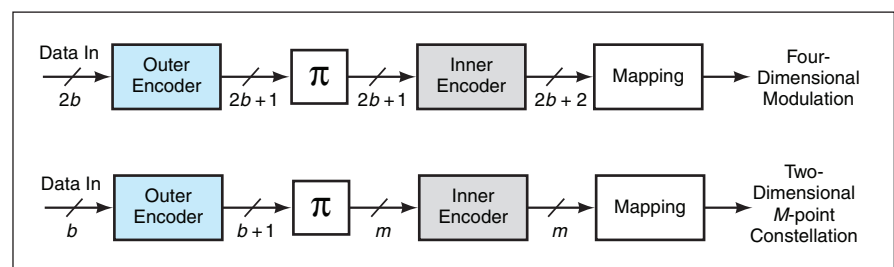 Data In
2b
Outer
Encoder
2b + 1
π
2b + 1
Inner
Encoder
2b + 2
Mapping
Four-
Dimensional
Modulation
Data In
b
Outer
Encoder
b + 1
π
m
Inner
Encoder
m
Mapping
Two-
Dimensional
M-point
Constellation